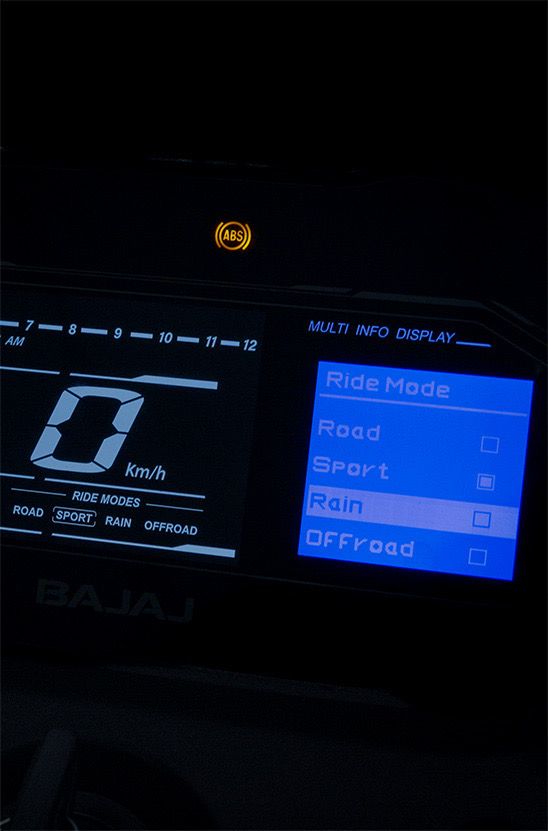 ABS
7 8 9 10 11 12
AM
MULTI INFO DISPLAY
0 Km/h
RIDE MODES
ROAD SPORT RAIN OFFROAD
Ride Mode
Road
Sport
Rain
OFFroad
BAJAJ